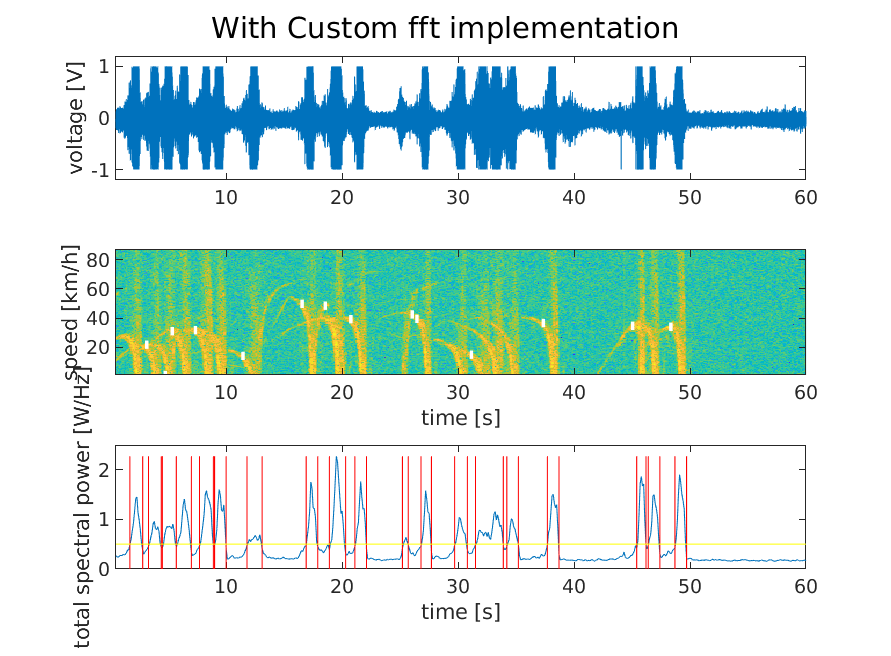 With Custom fft implementation
voltage [V]
1
0
-1
10 20 30 40 50 60
speed [km/h]
80
60
40
20
10 20 30 40 50 60
time [s]
total spectral power [W/Hz]
2
1
0
10 20 30 40 50 60
time [s]